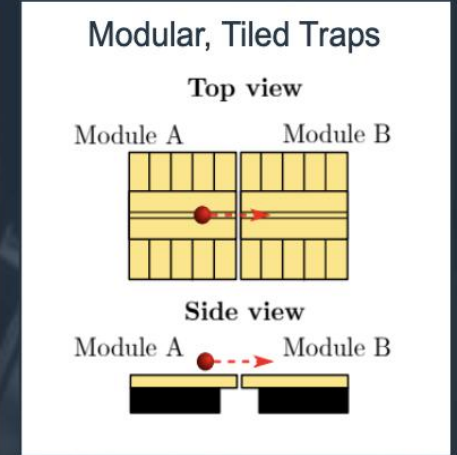 Modular, Tiled Traps
Top view
Module A Module B
Side view
Module A Module B